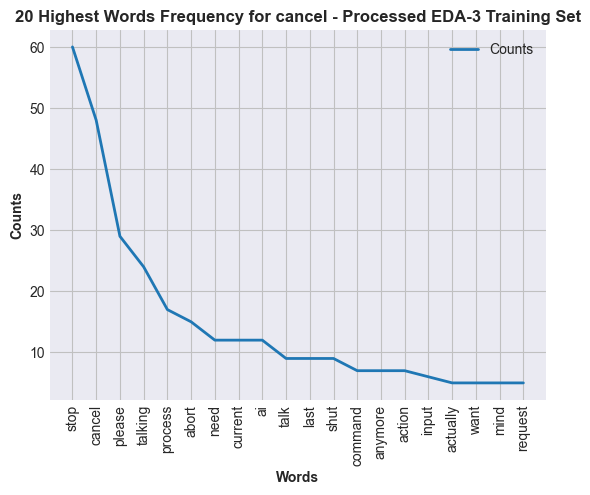 20 Highest Words Frequency for cancel - Processed EDA-3 Training Set
Counts
60
50
40
30
20
10
Counts
stop
cancel
please
talking
process
abort
need
current
ai
talk
last
shut
command
anymore
action
input
actually
want
mind
request
Words